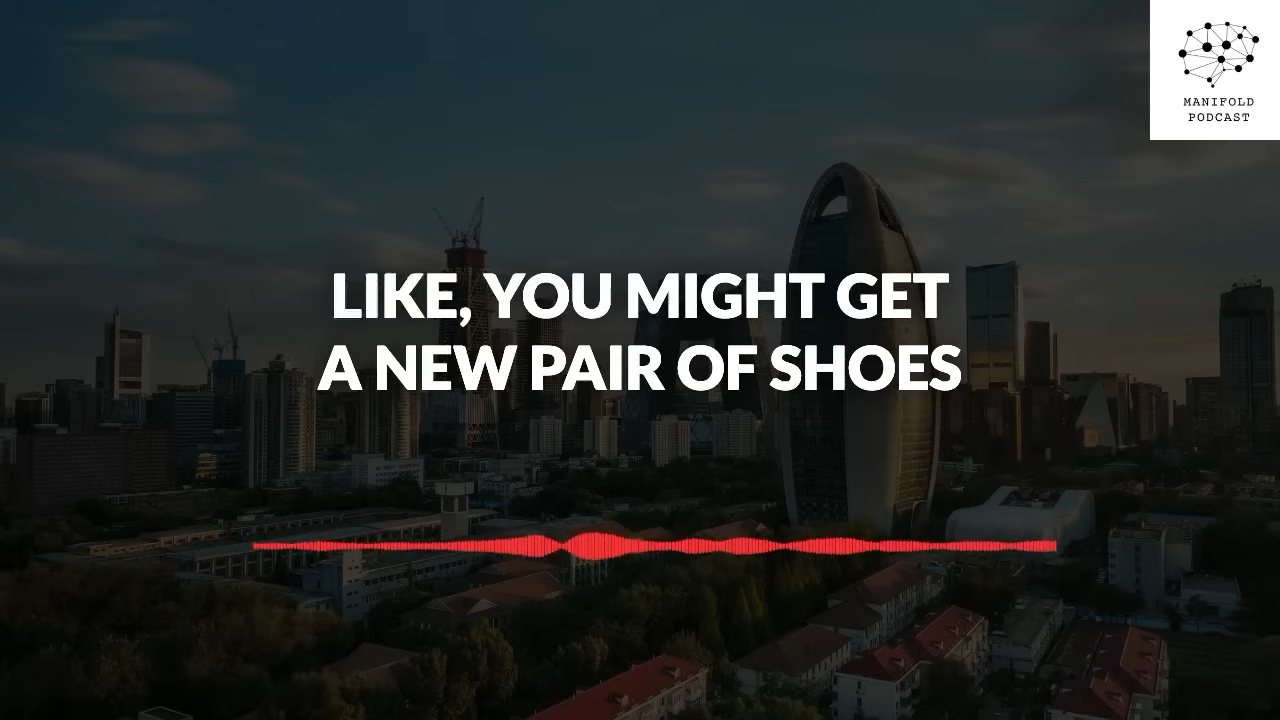 MANIFOLD
PODCAST
LIKE, YOU MIGHT GET
A NEW PAIR OF SHOES